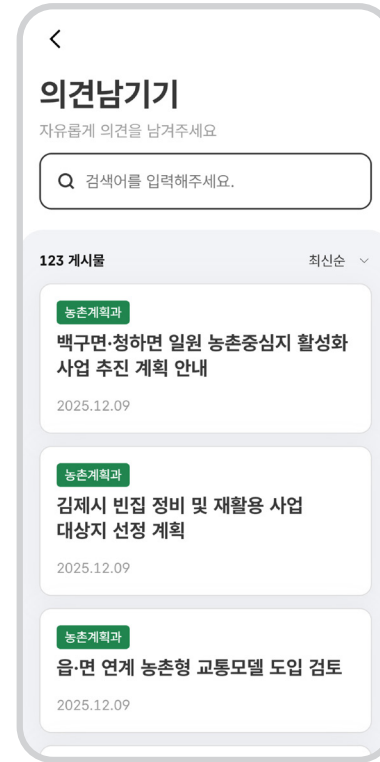 의견남기기
자유롭게 의견을 남겨주세요
검색어를 입력해주세요.
123 게시물 최신순
농촌계획과
백구면·청하면 일원 농촌중심지 활성화
사업 추진 계획 안내
2025.12.09
농촌계획과
김제시 빈집 정비 및 재활용 사업
대상지 선정 계획
2025.12.09
농촌계획과
읍·면 연계 농촌형 교통모델 도입 검토
2025.12.09